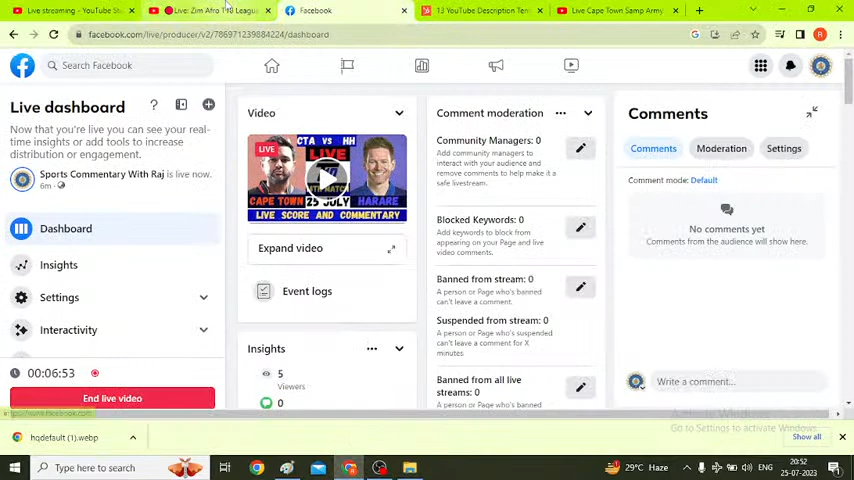 Live streaming - YouTube Stu
Live: Zim Afro T10 League
Facebook
13 YouTube Description Tem
Live Cape Town Samp Army
facebook.com/live/producer/v2/786971239884224/dashboard
Search Facebook
Live dashboard
Now that you're live you can see your real-time insights or add tools to increase distribution or engagement.
Sports Commentary With Raj is live now.
6m
Dashboard
Insights
Settings
Interactivity
00:06:53
End live video
https://www.facebook.com
Video
LIVE
CTA VS HH
LIVE
CAPE TOWN
25 JULY
HARARE
LIVE SCORE AND COMMENTARY
Expand video
Event logs
Insights
5
Viewers
0
Comment moderation
Community Managers: 0
Add community managers to
interact with your audience and
remove comments to help make it a
safe livestream.
Blocked Keywords: 0
Add keywords to block from
appearing on your Page and live
video comments.
Banned from stream: 0
A person or Page who's banned
can't leave a comment.
Suspended from stream: 0
A person or Page who's suspended
can't leave a comment for X
minutes
Banned from all live
streams: 0
A person or Page who's banned
Comments
Comments
Moderation
Settings
Comment mode: Default
No comments yet
Comments from the audience will show here.
Write a comment...
Activate Windows
Go to Settings to activate Windows.
hqdefault (1).webp
Show all
Type here to search
29°C Haze
ENG
20:52
25-07-2023